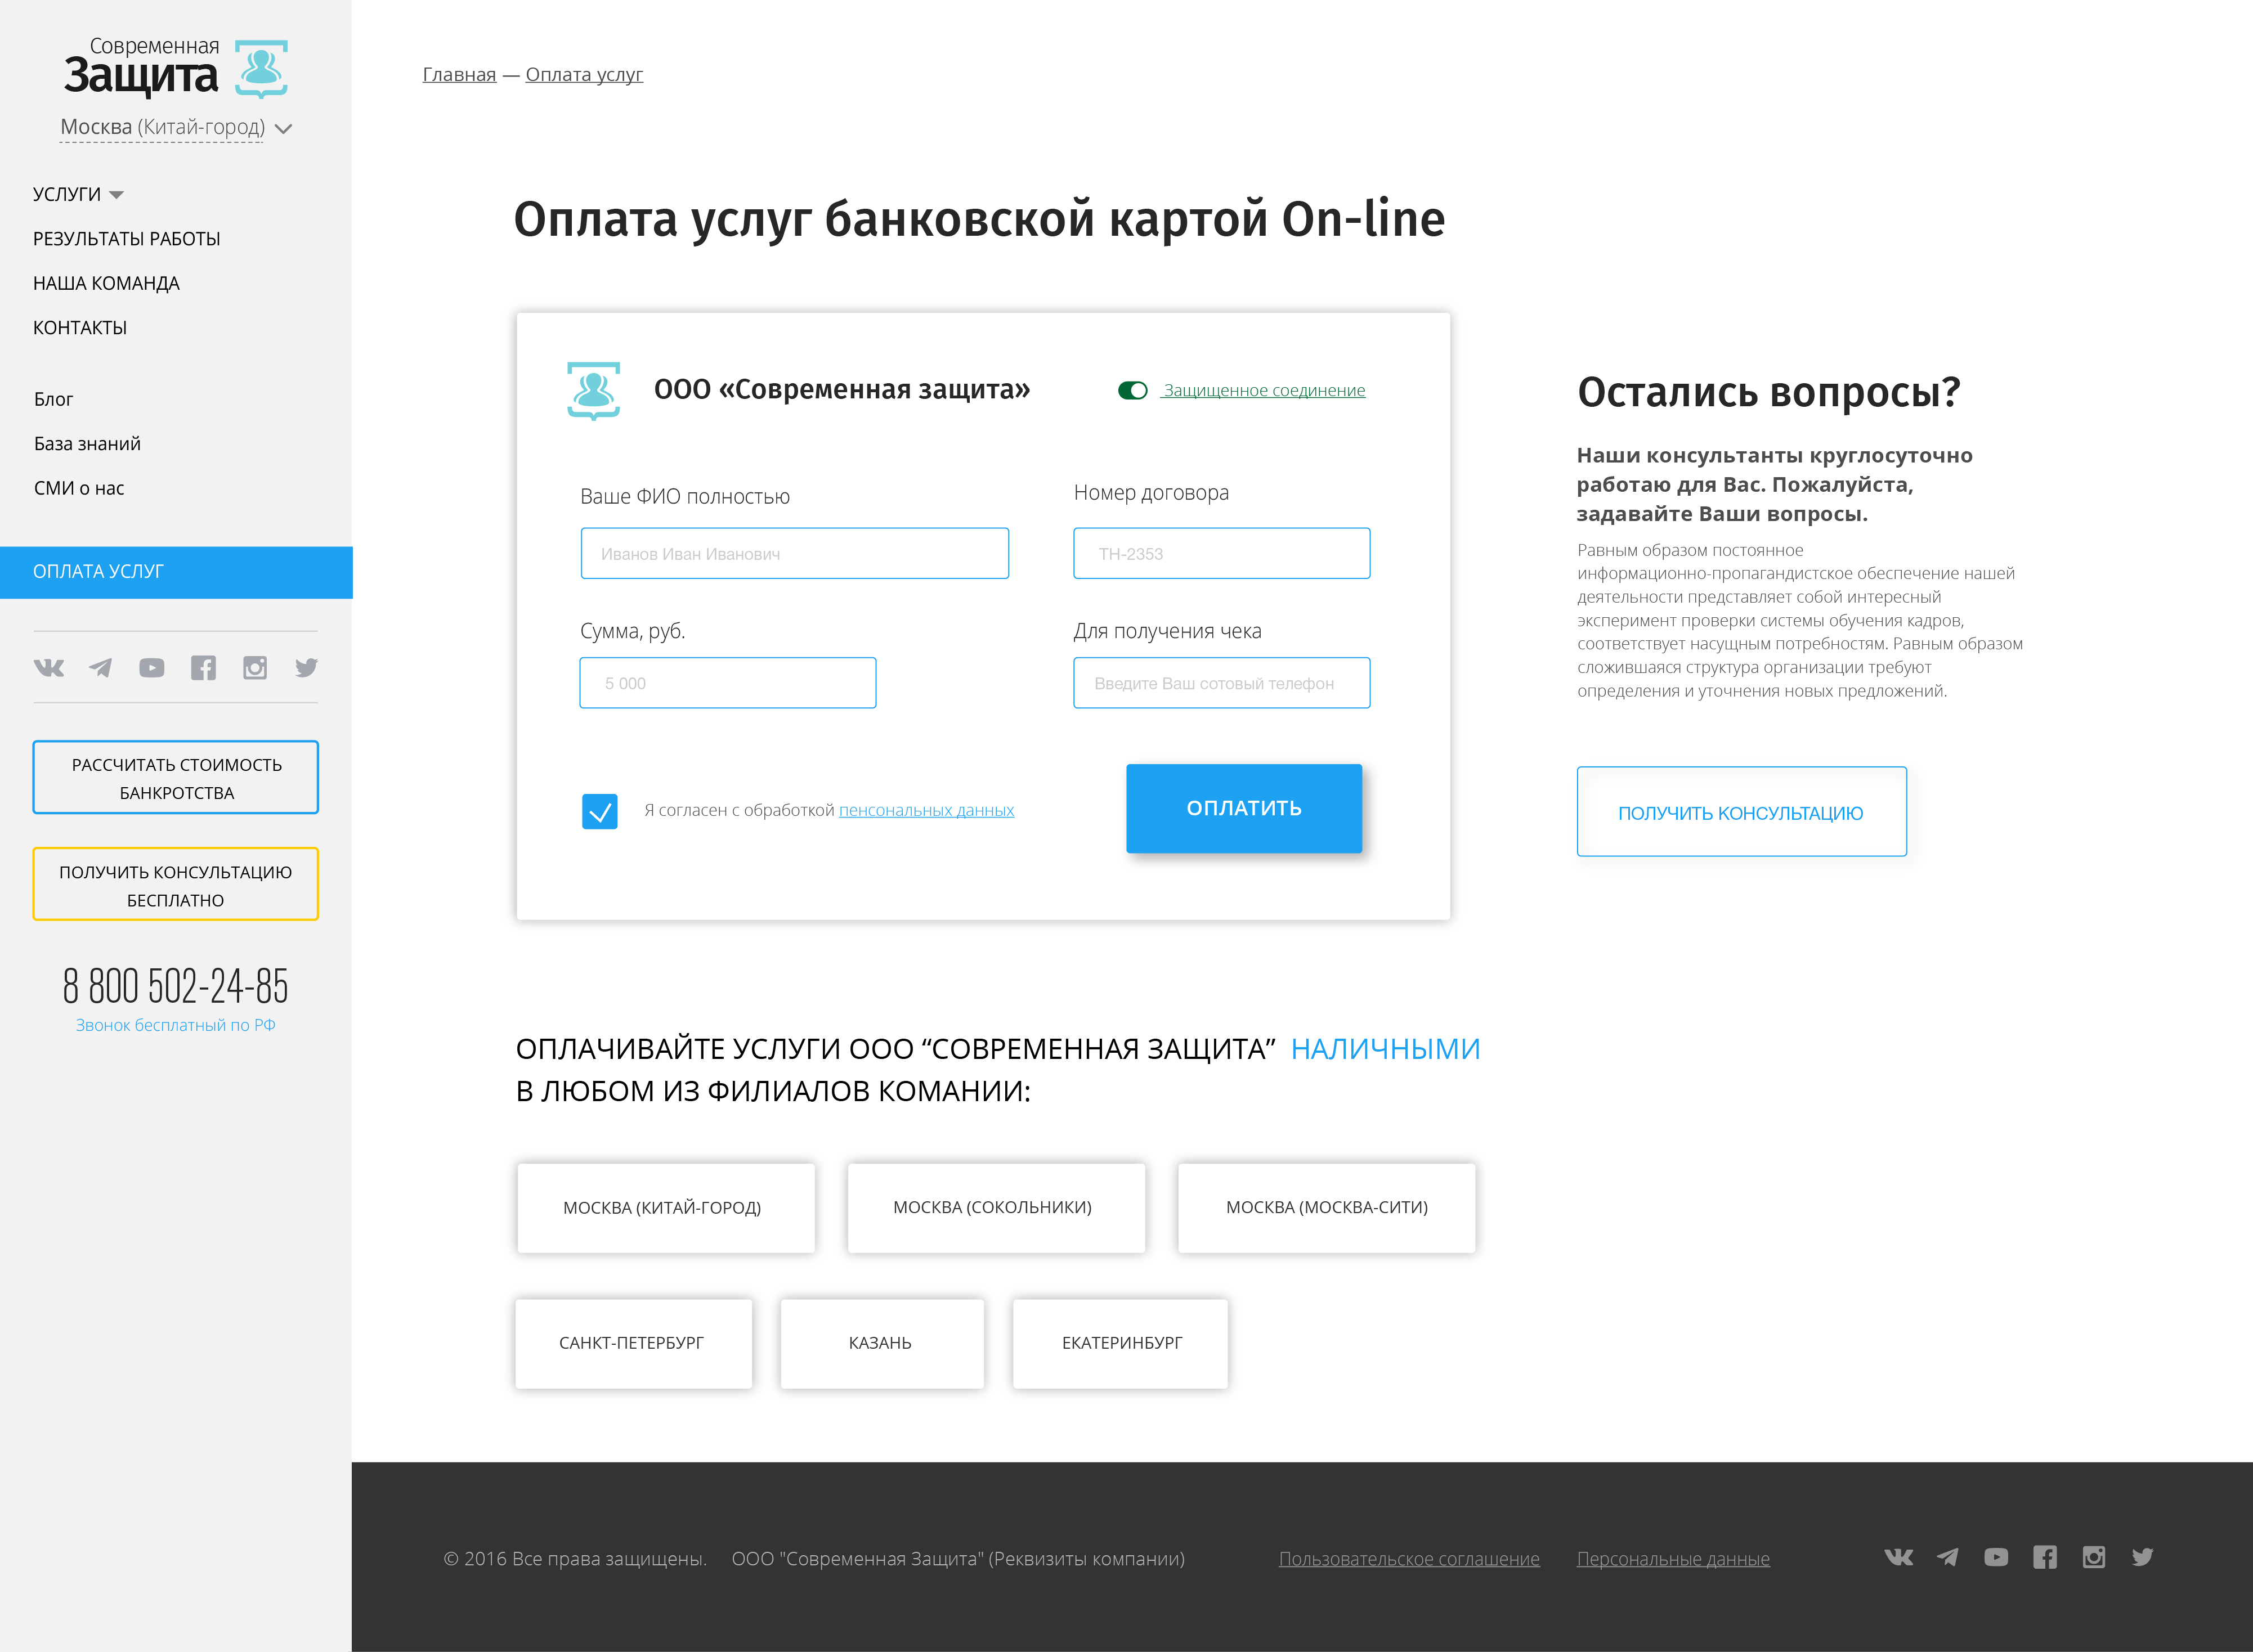 Современная
Защита
Москва (Китай-город)
УСЛУГИ
РЕЗУЛЬТАТЫ РАБОТЫ
НАША КОМАНДА
КОНТАКТЫ
Блог
База знаний
СМИ о нас
ОПЛАТА УСЛУГ
РАССЧИТАТЬ СТОИМОСТЬ
БАНКРОТСТВА
ПОЛУЧИТЬ КОНСУЛЬТАЦИЮ
БЕСПЛАТНО
8 800 502-24-85
Звонок бесплатный по РФ
Главная — Оплата услуг
Оплата услуг банковской картой On-line
ООО «Современная защита»
Защищенное соединение
Ваше ФИО полностью
Номер договора
Иванов Иван Иванович
ТН-2353
Сумма, руб.
Для получения чека
5 000
Введите Ваш сотовый телефон
Я согласен с обработкой пенсональных данных
ОПЛАТИТЬ
Остались вопросы?
Наши консультанты круглосуточно
работаю для Вас. Пожалуйста,
задавайте Ваши вопросы.
Равным образом постоянное
информационно-пропагандистское обеспечение нашей
деятельности представляет собой интересный
эксперимент проверки системы обучения кадров,
соответствует насущным потребностям. Равным образом
сложившаяся структура организации требуют
определения и уточнения новых предложений.
ПОЛУЧИТЬ КОНСУЛЬТАЦИЮ
ОПЛАЧИВАЙТЕ УСЛУГИ ООО “СОВРЕМЕННАЯ ЗАЩИТА” НАЛИЧНЫМИ
В ЛЮБОМ ИЗ ФИЛИАЛОВ КОМАНИИ:
МОСКВА (КИТАЙ-ГОРОД)
МОСКВА (СОКОЛЬНИКИ)
МОСКВА (МОСКВА-СИТИ)
САНКТ-ПЕТЕРБУРГ
КАЗАНЬ
ЕКАТЕРИНБУРГ
© 2016 Все права защищены. ООО "Современная Защита" (Реквизиты компании)
Пользовательское соглашение
Персональные данные